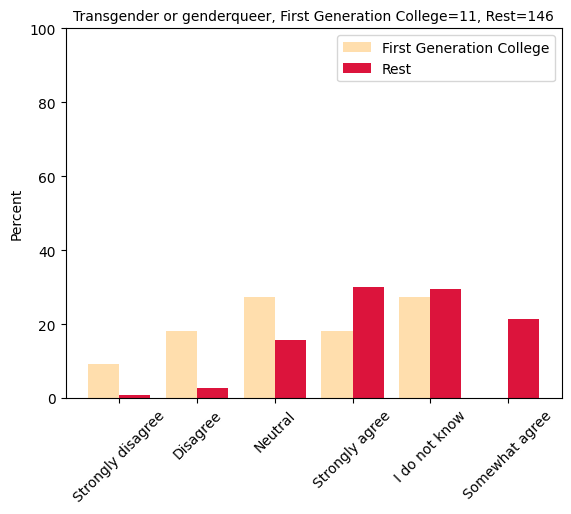 Transgender or genderqueer, First Generation College=11, Rest=146
First Generation College
Rest
Percent
100
80
60
40
20
0
Strongly disagree
Disagree
Neutral
Strongly agree
I do not know
Somewhat agree